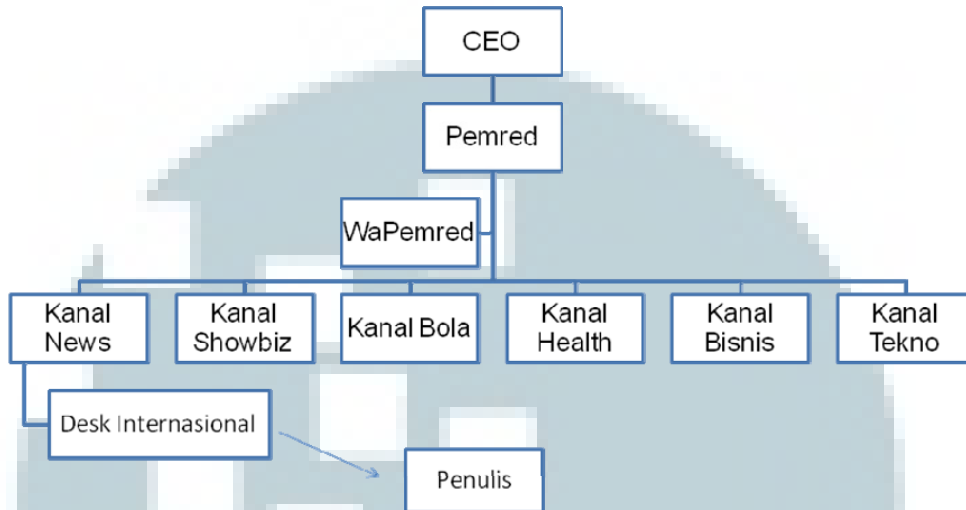 CEO
Pemred
WaPemred
Kanal
News
Kanal
Showbiz
Kanal Bola
Kanal
Health
Kanal
Bisnis
Kanal
Tekno
Desk Internasional
Penulis